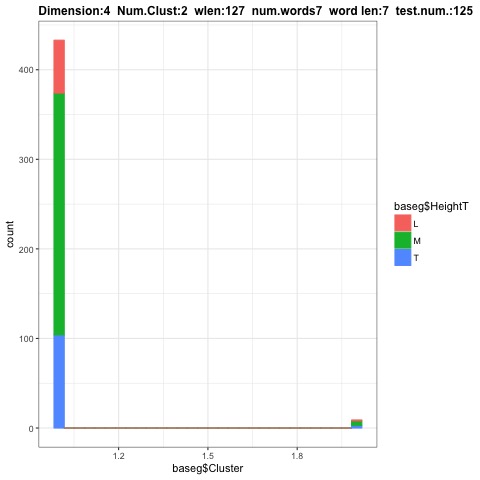 Dimension:4 Num.Clust:2 wlen:127 num.words7 word len:7 test.num.:125
400
300
200
100
0
count
1.2 1.5 1.8
baseg$Cluster
baseg$HeightT
L
M
T